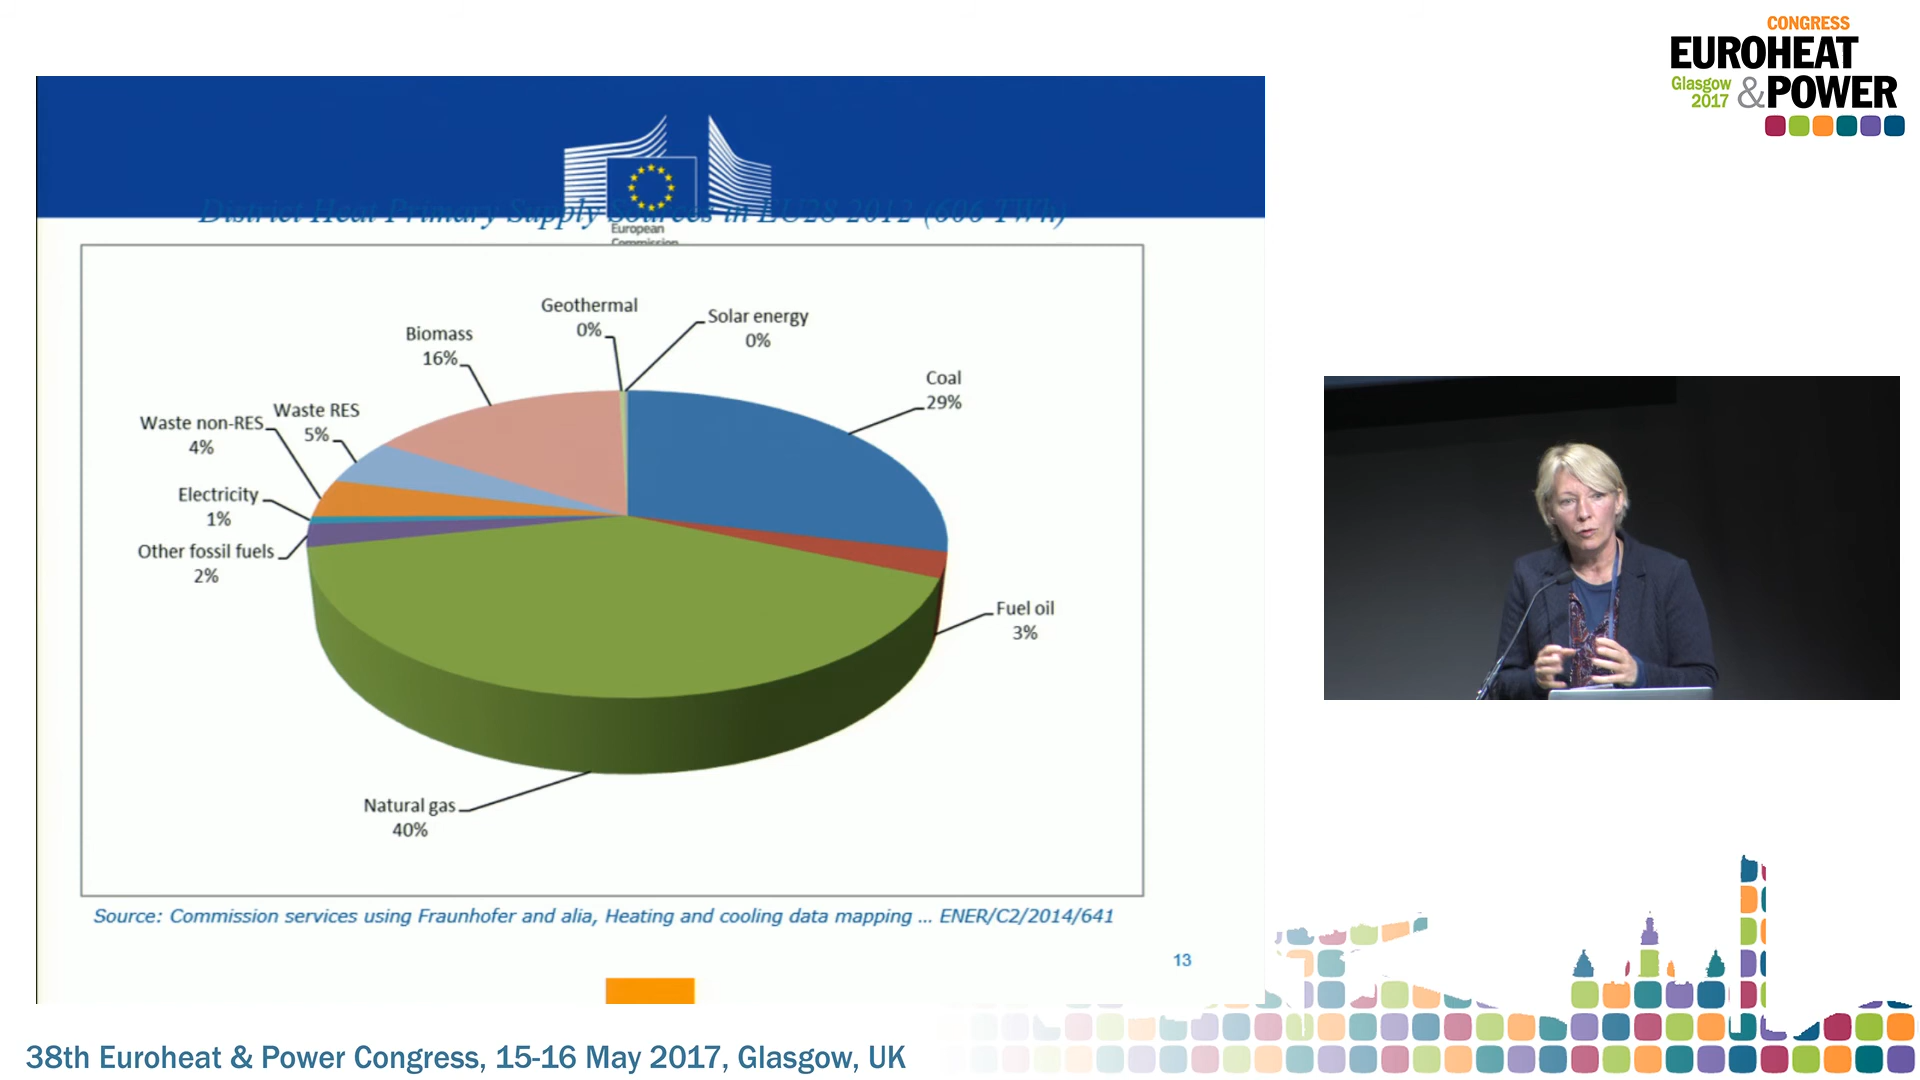 CONGRESS
EUROHEAT
Glasgow
2017
&POWER
District Heat Primary Supply Sources in EU28 2012 (606 TWh)
European
Commission
Geothermal
0%
Solar energy
0%
Biomass
16%
Coal
29%
Waste RES
5%
Waste non-RES
4%
Electricity
1%
Other fossil fuels
2%
Fuel oil
3%
Natural gas
40%
Source: Commission services using Fraunhofer and alia, Heating and cooling data mapping ... ENER/C2/2014/641
13
38th Euroheat & Power Congress, 15-16 May 2017, Glasgow, UK